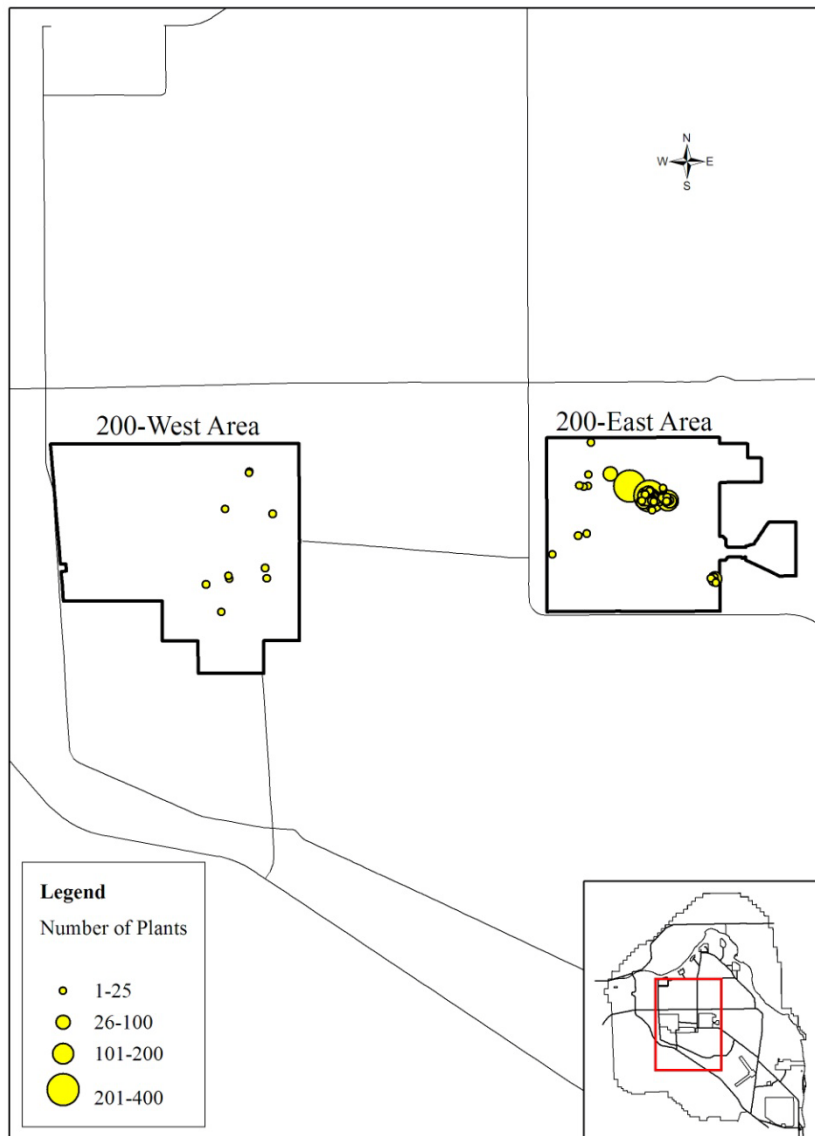 N
W E
S
200-West Area
200-East Area
Legend
Number of Plants
1-25
26-100
101-200
201-400